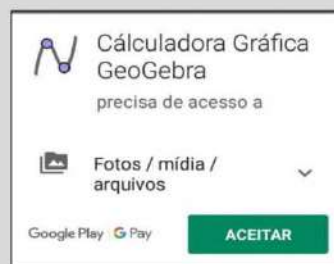 Cálculadora Gráfica
GeoGebra
precisa de acesso a
Fotos / mídia /
arquivos
Google Play G Pay
ACEITAR